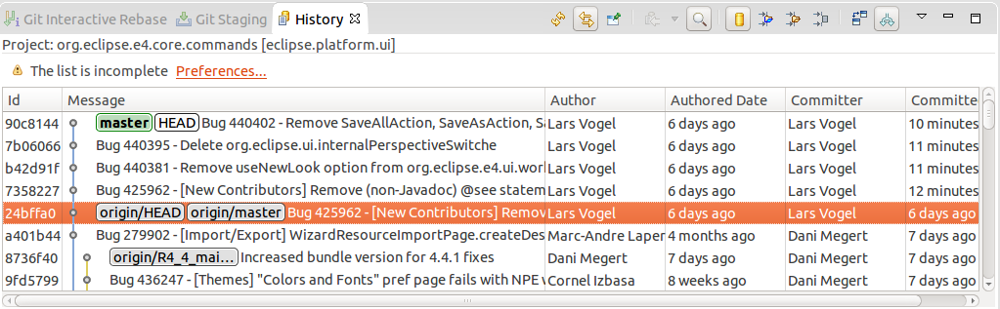 Git Interactive Rebase Git Staging History
Project: org.eclipse.e4.core.commands [eclipse.platform.ui]
The list is incomplete Preferences...
Id Message Author Authored Date Committer Committe
90c8144 master HEAD Bug 440402 - Remove SaveAllAction, SaveAsAction, Sa Lars Vogel 6 days ago Lars Vogel 10 minutes
7b06066 Bug 440395 - Delete org.eclipse.ui.internalPerspectiveSwitche Lars Vogel 6 days ago Lars Vogel 11 minutes
b42d91f Bug 440381 - Remove useNewLook option from org.eclipse.e4.ui.wor Lars Vogel 6 days ago Lars Vogel 11 minutes
7358227 Bug 425962 - [New Contributors] Remove (non-Javadoc) @see statem Lars Vogel 6 days ago Lars Vogel 12 minutes
24bffa0 origin/HEAD origin/master Bug 425962 - [New Contributors] Remov Lars Vogel 6 days ago Lars Vogel 6 days ago
a401b44 Bug 279902 - [Import/Export] WizardResourceImportPage.createDes Marc-Andre Laper 4 months ago Dani Megert 7 days ago
8736f40 origin/R4_4_mai... Increased bundle version for 4.4.1 fixes Dani Megert 7 days ago Dani Megert 7 days ago
9fd5799 Bug 436247 - [Themes] "Colors and Fonts" pref page fails with NPE w Cornel Izbasa 8 weeks ago Dani Megert 7 days ago